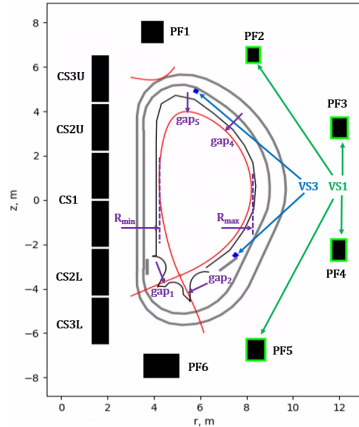 8
6
4
2
0
−2
−4
−6
−8
z, m
PF1
PF2
PF3
CS3U
CS2U
CS1
CS2L
CS3L
gap5
gap4
Rmin
Rmax
VS3
VS1
gap1
gap2
PF4
PF5
PF6
0 2 4 6 8 10 12
r, m